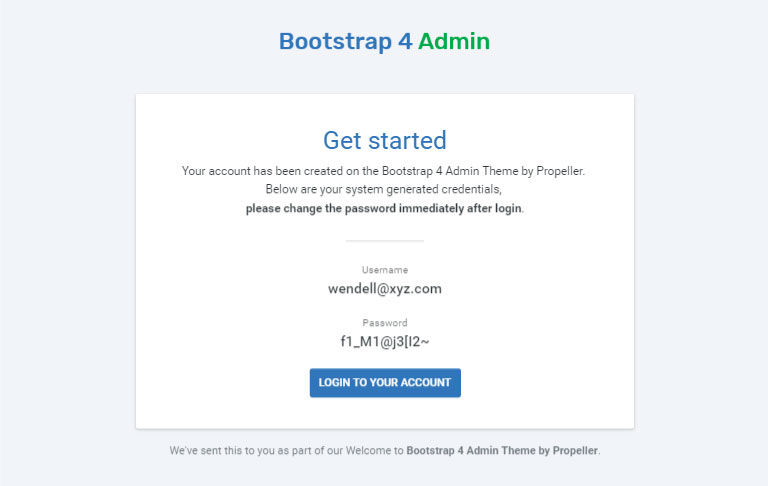 Bootstrap 4 Admin
Get started
Your account has been created on the Bootstrap 4 Admin Theme by Propeller.
Below are your system generated credentials,
please change the password immediately after login.
Username
wendell@xyz.com
Password
f1_M1@j3[I2~
LOGIN TO YOUR ACCOUNT
We've sent this to you as part of our Welcome to Bootstrap 4 Admin Theme by Propeller.